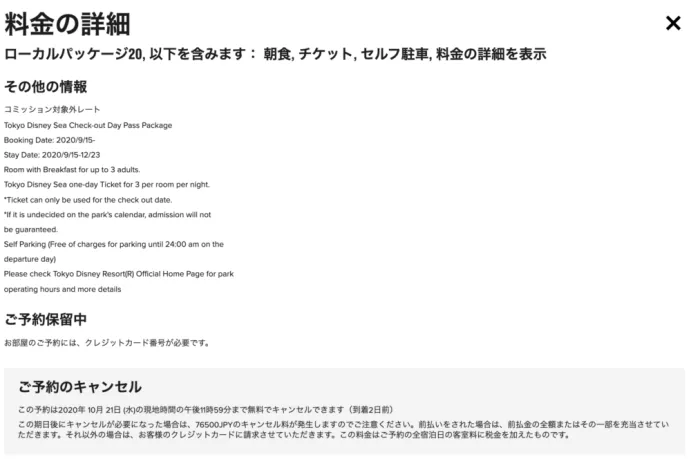 料金の詳細
ローカルパッケージ20, 以下を含みます： 朝食, チケット, セルフ駐車, 料金の詳細を表示
その他の情報
コミッション対象外レート
Tokyo Disney Sea Check-out Day Pass Package
Booking Date: 2020/9/15-
Stay Date: 2020/9/15-12/23
Room with Breakfast for up to 3 adults.
Tokyo Disney Sea one-day Ticket for 3 per room per night.
*Ticket can only be used for the check out date.
*If it is undecided on the park's calendar, admission will not
be guaranteed.
Self Parking (Free of charges for parking until 24:00 am on the
departure day)
Please check Tokyo Disney Resort(R) Official Home Page for park
operating hours and more details
ご予約保留中
お部屋のご予約には、クレジットカード番号が必要です。
ご予約のキャンセル
この予約は2020年 10月 21日 (水)の現地時間の午後11時59分まで無料でキャンセルできます（到着2日前）
この期日後にキャンセルが必要になった場合は、76500JPYのキャンセル料が発生しますのでご注意ください。前払いをされた場合は、前払金の全額またはその一部を充当させてい
ただきます。それ以外の場合は、お客様のクレジットカードに請求させていただきます。この料金はご予約の全宿泊日の客室料に税金を加えたものです。